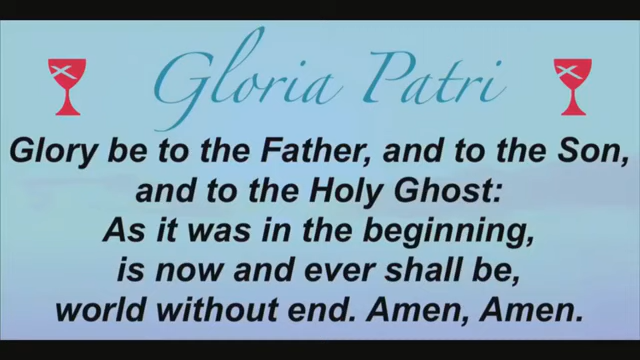 Gloria Patri
Glory be to the Father, and to the Son,
and to the Holy Ghost:
As it was in the beginning,
is now and ever shall be,
world without end. Amen, Amen.